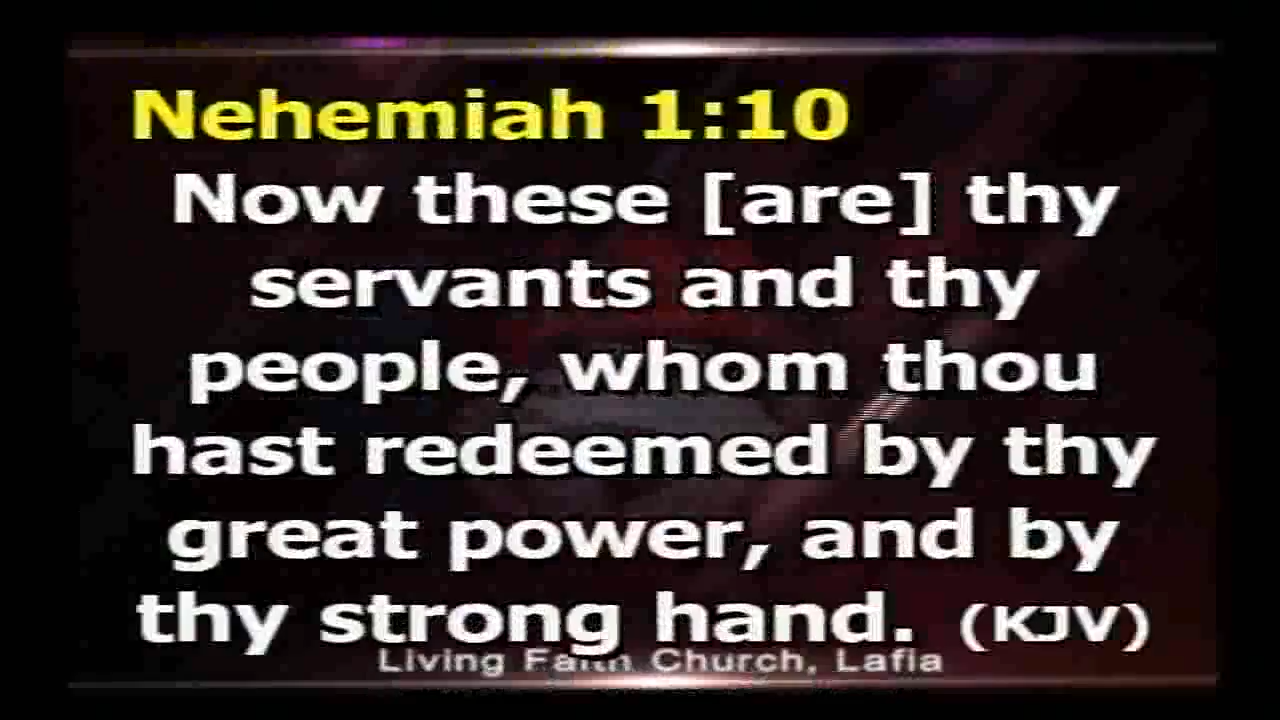 Nehemiah 1:10
Now these [are] thy
servants and thy
people, whom thou
hast redeemed by thy
great power, and by
thy strong hand. (KJV)
Living Faith Church, Lafia